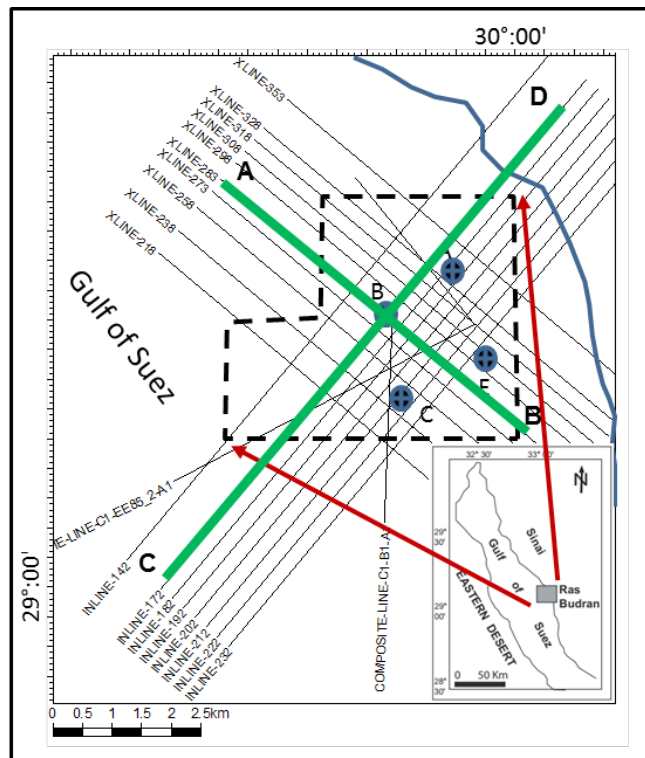 30°:00'
XLINE-353
XLINE-328
XLINE-318
XLINE-308
XLINE-298
XLINE-283
XLINE-273
XLINE-258
XLINE-238
XLINE-218
D
A
B
Gulf of Suez
C
B
E-LINE-C1-EE85_2-A1
COMPOSITE-LINE-C1-B1-A
INLINE-142
C
INLINE-172
INLINE-182
INLINE-192
INLINE-202
INLINE-212
INLINE-222
INLINE-232
29°:00'
0 0.5 1 1.5 2 2.5km
32° 30'
33° 00'
N
29° 30'
29° 00'
28° 30'
Gulf of Suez
Sinai
EASTERN DESERT
Ras Budran
0 50 Km